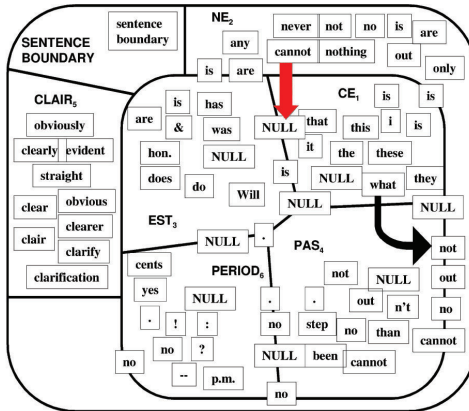 SENTENCE
BOUNDARY
sentence
boundary
NE2
never not no is are
any
cannot nothing out
only
is are
CLAIR5
obviously
clearly evident
straight
clear obvious
clearer
clair clarify
clarification
CE1
is is
is has
are & was
NULL that this i is
hon. it the these
NULL
does do Will is NULL what they
NULL NULL
EST3
NULL .
PAS4
cents
PERIOD6
yes
NULL . .
. ! :
no step
no ?
-- p.m.
no
NULL been
no
not NULL
out n't
no than
cannot
not
out
no
cannot